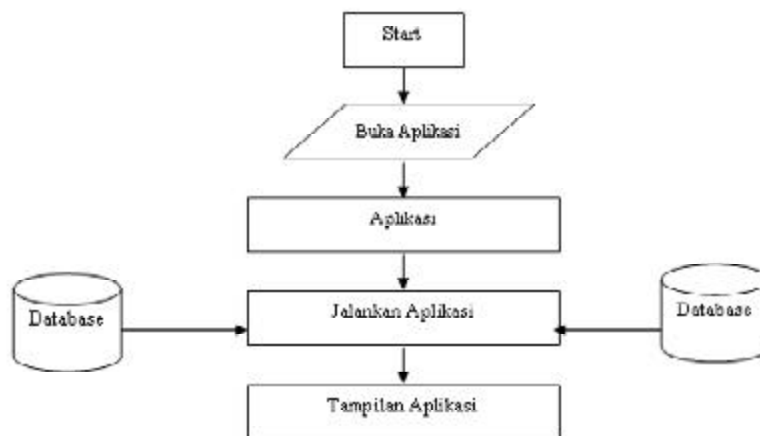 Start
Buka Aplikasi
Aplikasi
Database
Jalankan Aplikasi
Database
Tampilan Aplikasi